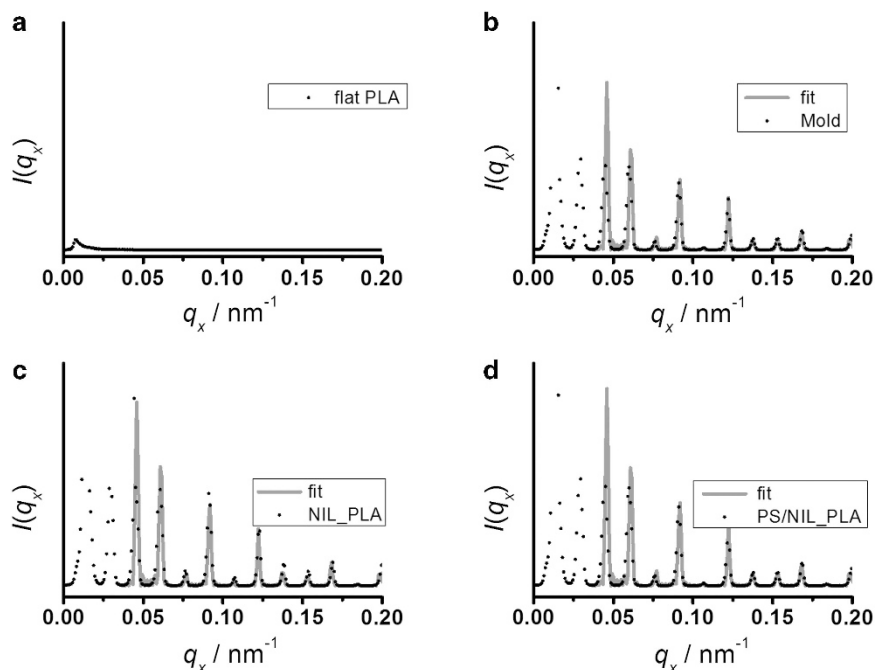 a
I(qx)
flat PLA
0.00 0.05 0.10 0.15 0.20
qx / nm-1
b
I(qx)
fit
Mold
0.00 0.05 0.10 0.15 0.20
qx / nm-1
c
I(qx)
fit
NIL_PLA
0.00 0.05 0.10 0.15 0.20
qx / nm-1
d
I(qx)
fit
PS/NIL_PLA
0.00 0.05 0.10 0.15 0.20
qx / nm-1